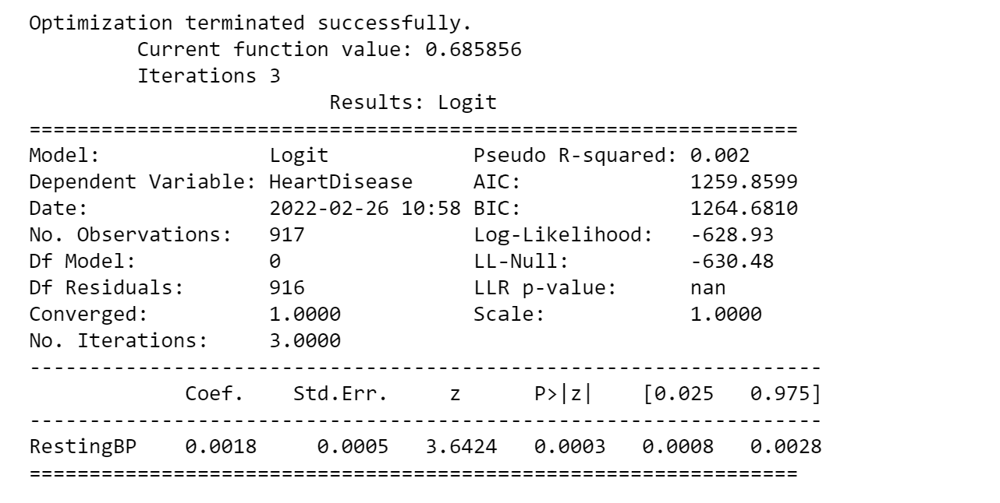 Optimization terminated successfully.
         Current function value: 0.685856
         Iterations 3
                         Results: Logit
================================================================
Model:              Logit            Pseudo R-squared: 0.002
Dependent Variable: HeartDisease     AIC:              1259.8599
Date:               2022-02-26 10:58 BIC:              1264.6810
No. Observations:   917              Log-Likelihood:   -628.93
Df Model:           0                LL-Null:          -630.48
Df Residuals:       916              LLR p-value:      nan
Converged:          1.0000           Scale:            1.0000
No. Iterations:     3.0000
------------------------------------------------------------------
             Coef.    Std.Err.     z      P>|z|    [0.025   0.975]
------------------------------------------------------------------
RestingBP    0.0018     0.0005   3.6424   0.0003   0.0008   0.0028
================================================================